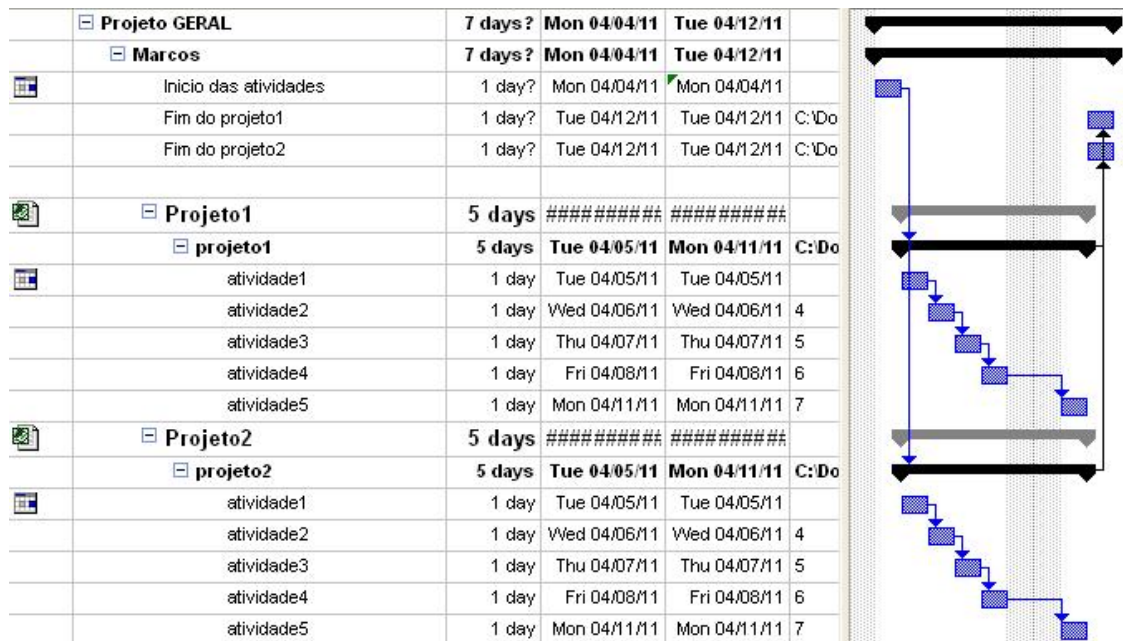 Projeto GERAL 7 days? Mon 04/04/11 Tue 04/12/11
Marcos 7 days? Mon 04/04/11 Tue 04/12/11
Inicio das atividades 1 day? Mon 04/04/11 Mon 04/04/11
Fim do projeto1 1 day? Tue 04/12/11 Tue 04/12/11 C:\Do
Fim do projeto2 1 day? Tue 04/12/11 Tue 04/12/11 C:\Do
Projeto1 5 days ########## ##########
projeto1 5 days Tue 04/05/11 Mon 04/11/11 C:\Do
atividade1 1 day Tue 04/05/11 Tue 04/05/11
atividade2 1 day Wed 04/06/11 Wed 04/06/11 4
atividade3 1 day Thu 04/07/11 Thu 04/07/11 5
atividade4 1 day Fri 04/08/11 Fri 04/08/11 6
atividade5 1 day Mon 04/11/11 Mon 04/11/11 7
Projeto2 5 days ########## ##########
projeto2 5 days Tue 04/05/11 Mon 04/11/11 C:\Do
atividade1 1 day Tue 04/05/11 Tue 04/05/11
atividade2 1 day Wed 04/06/11 Wed 04/06/11 4
atividade3 1 day Thu 04/07/11 Thu 04/07/11 5
atividade4 1 day Fri 04/08/11 Fri 04/08/11 6
atividade5 1 day Mon 04/11/11 Mon 04/11/11 7